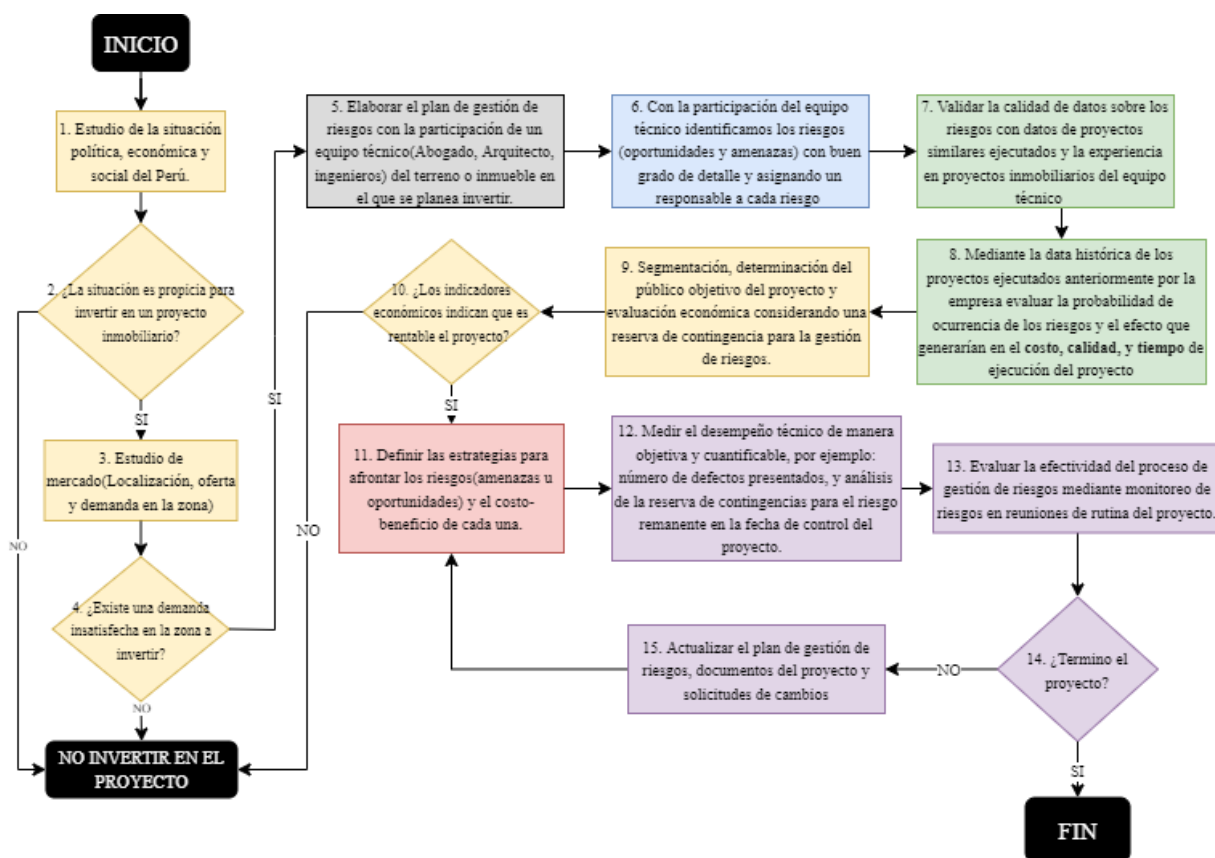 INICIO
1. Estudio de la situación
política, económica y
social del Perú.
2. ¿La situación es propicia para
invertir en un proyecto
inmobiliario?
NO
SI
3. Estudio de
mercado(Localización, oferta
y demanda en la zona)
4. ¿Existe una demanda
insatisfecha en la zona a
invertir?
SI
NO
NO INVERTIR EN EL
PROYECTO
5. Elaborar el plan de gestión de
riesgos con la participación de un
equipo técnico(Abogado, Arquitecto,
ingenieros) del terreno o inmueble en
el que se planea invertir.
6. Con la participación del equipo
técnico identificamos los riesgos
(oportunidades y amenazas) con buen
grado de detalle y asignando un
responsable a cada riesgo
7. Validar la calidad de datos sobre los
riesgos con datos de proyectos
similares ejecutados y la experiencia
en proyectos inmobiliarios del equipo
técnico
8. Mediante la data histórica de los
proyectos ejecutados anteriormente por la
empresa evaluar la probabilidad de
ocurrencia de los riesgos y el efecto que
generarían en el costo, calidad, y tiempo de
ejecución del proyecto
9. Segmentación, determinación del
público objetivo del proyecto y
evaluación económica considerando una
reserva de contingencia para la gestión
de riesgos.
10. ¿Los indicadores
económicos indican que es
rentable el proyecto?
NO
SI
11. Definir las estrategias para
afrontar los riesgos(amenazas u
oportunidades) y el costo-
beneficio de cada una.
12. Medir el desempeño técnico de manera
objetiva y cuantificable, por ejemplo:
número de defectos presentados, y análisis
de la reserva de contingencias para el riesgo
remanente en la fecha de control del
proyecto.
13. Evaluar la efectividad del proceso de
gestión de riesgos mediante monitoreo de
riesgos en reuniones de rutina del proyecto.
14. ¿Termino el
proyecto?
NO
15. Actualizar el plan de gestión de
riesgos, documentos del proyecto y
solicitudes de cambios
SI
FIN